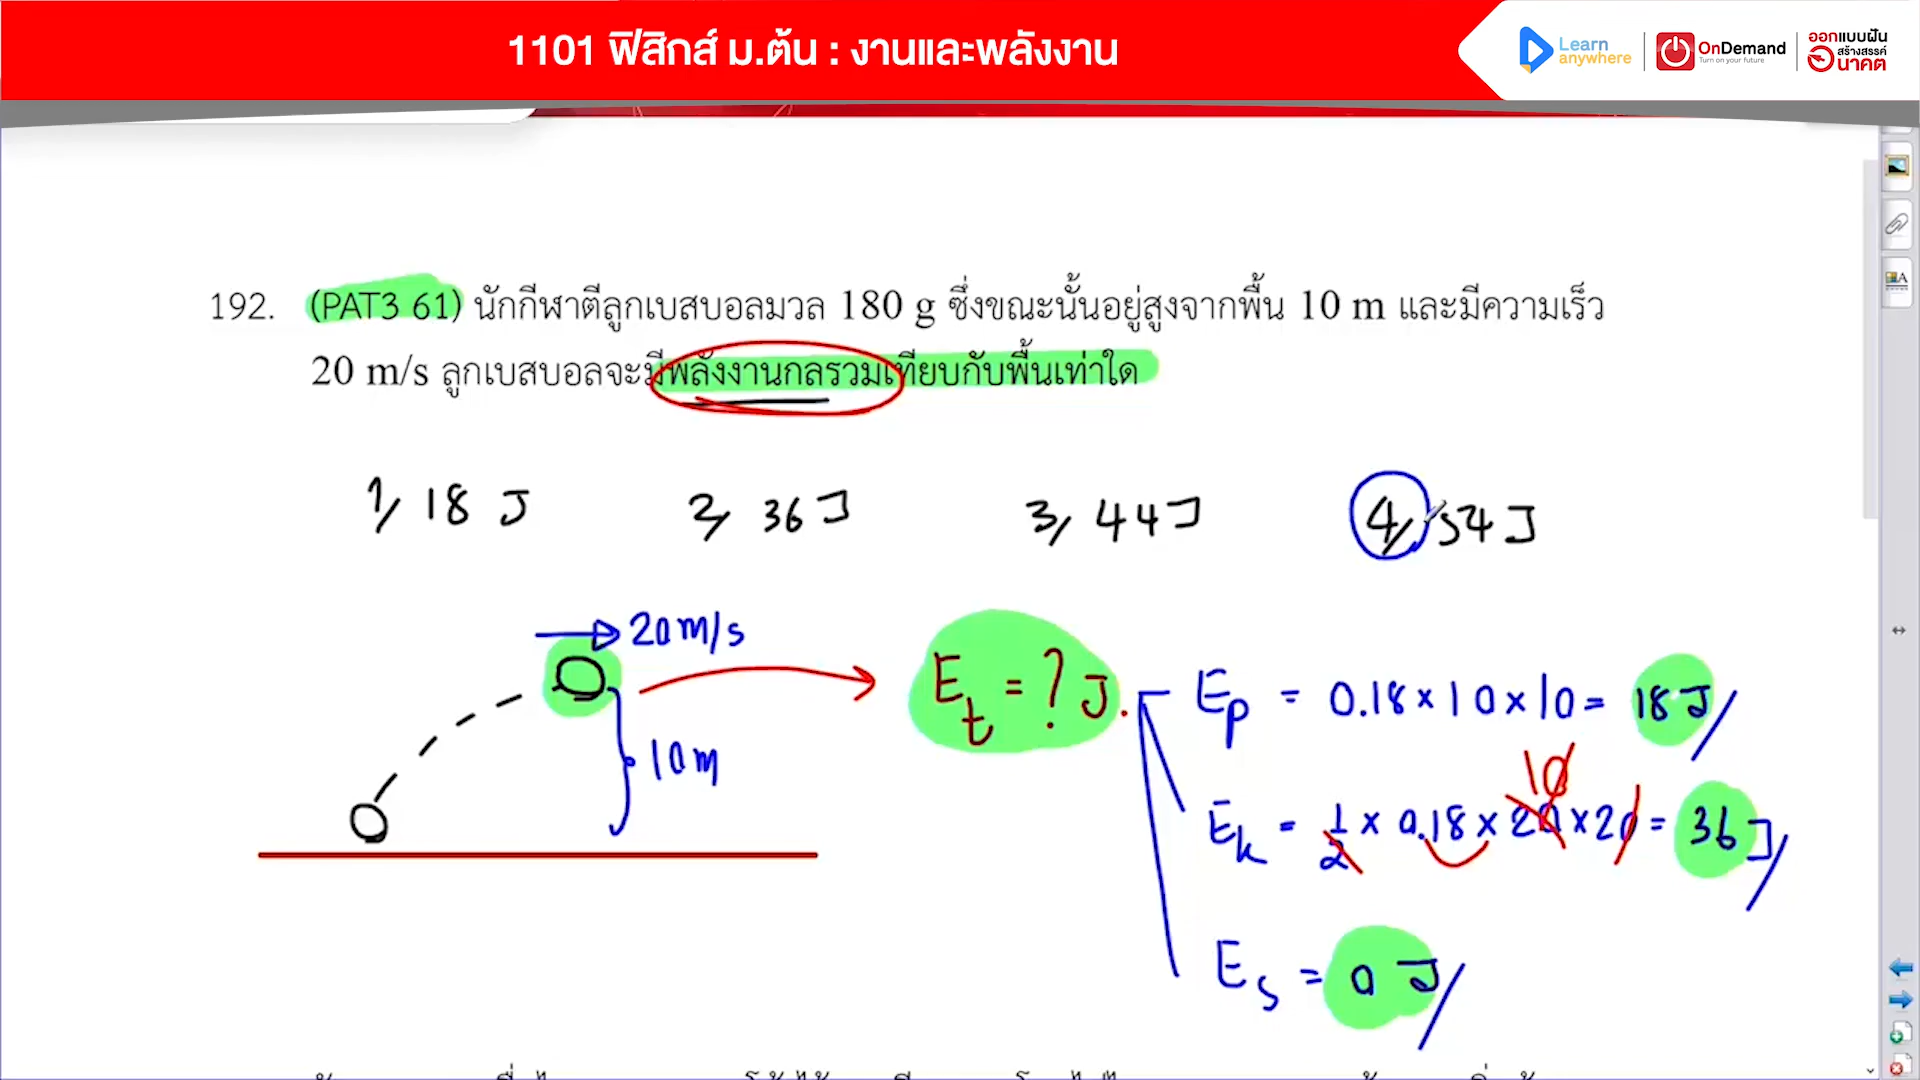 1101 ฟิสิกส์ ม.ต้น : งานและพลังงาน
Learn anywhere
OnDemand
Turn on your future
ออกแบบฝัน
สร้างสรรค์
อนาคต
192. (PAT3 61) นักกีฬาตีลูกเบสบอลมวล 180 g ซึ่งขณะนั้นอยู่สูงจากพื้น 10 m และมีความเร็ว
20 m/s ลูกเบสบอลจะมีพลังงานกลรวมเทียบกับพื้นเท่าใด
1/ 18 J 2/ 36 J 3/ 44 J 4/ 54 J
20 m/s
10 m
Et = ? J.
Ep = 0.18 × 10 × 10 = 18 J/
10
Ek = 1/2 × 0.18 × 20 × 20 = 36 J/
Es = 0 J/